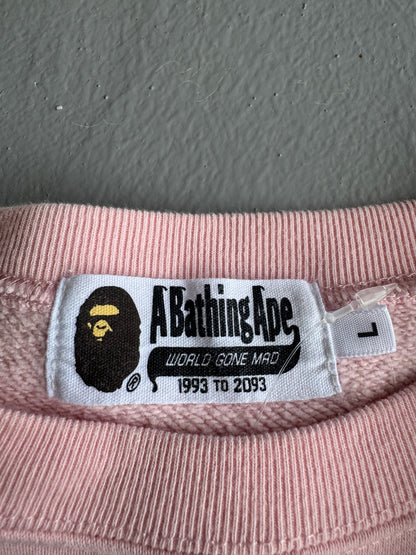 A Bathing Ape
®
WORLD GONE MAD
1993 TO 2093
L